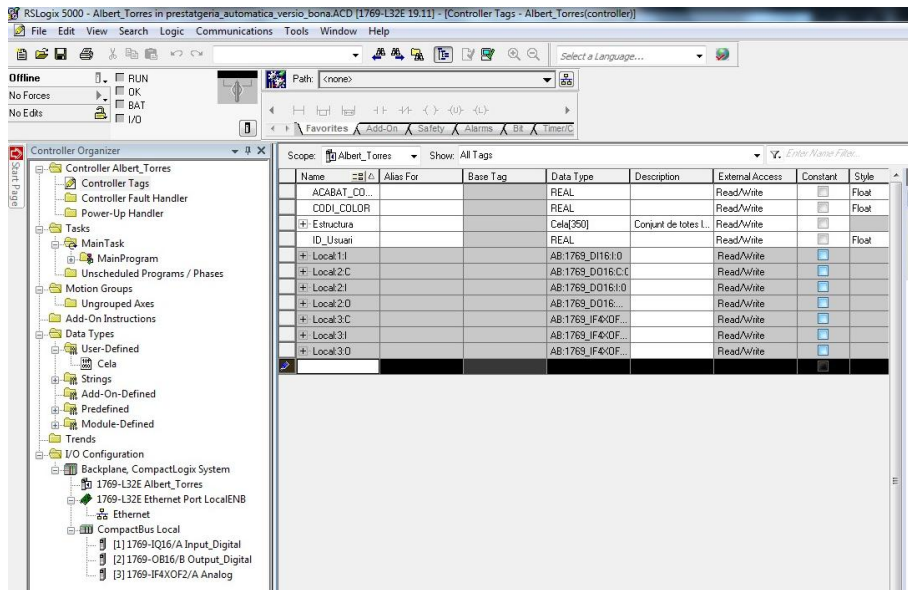 RSLogix 5000 - Albert_Torres in prestatgeria_automatica_versio_bona.ACD [1769-L32E 19.11] - [Controller Tags - Albert_Torres(controller)]
File Edit View Search Logic Communications Tools Window Help
Select a Language...
Offline RUN
No Forces OK
No Edits BAT
I/O
Path: <none>
Favorites Add-On Safety Alarms Bit Timer/C
Start Page
Controller Organizer
Controller Albert_Torres
Controller Tags
Controller Fault Handler
Power-Up Handler
Tasks
MainTask
MainProgram
Unscheduled Programs / Phases
Motion Groups
Ungrouped Axes
Add-On Instructions
Data Types
User-Defined
Cela
Strings
Add-On-Defined
Predefined
Module-Defined
Trends
I/O Configuration
Backplane, CompactLogix System
1769-L32E Albert_Torres
1769-L32E Ethernet Port LocalENB
Ethernet
CompactBus Local
[1] 1769-IQ16/A Input_Digital
[2] 1769-OB16/B Output_Digital
[3] 1769-IF4XOF2/A Analog
Scope: Albert_Torres Show: All Tags Enter Name Filter...
Name Alias For Base Tag Data Type Description External Access Constant Style
ACABAT_CO... REAL Read/Write Float
CODI_COLOR REAL Read/Write Float
Estructura Cela[350] Conjunt de totes l... Read/Write
ID_Usuari REAL Read/Write Float
Local:1:I AB:1769_DI16:I:0 Read/Write
Local:2:C AB:1769_DO16:C:0 Read/Write
Local:2:I AB:1769_DO16:I:0 Read/Write
Local:2:O AB:1769_DO16:... Read/Write
Local:3:C AB:1769_IF4XOF... Read/Write
Local:3:I AB:1769_IF4XOF... Read/Write
Local:3:O AB:1769_IF4XOF... Read/Write